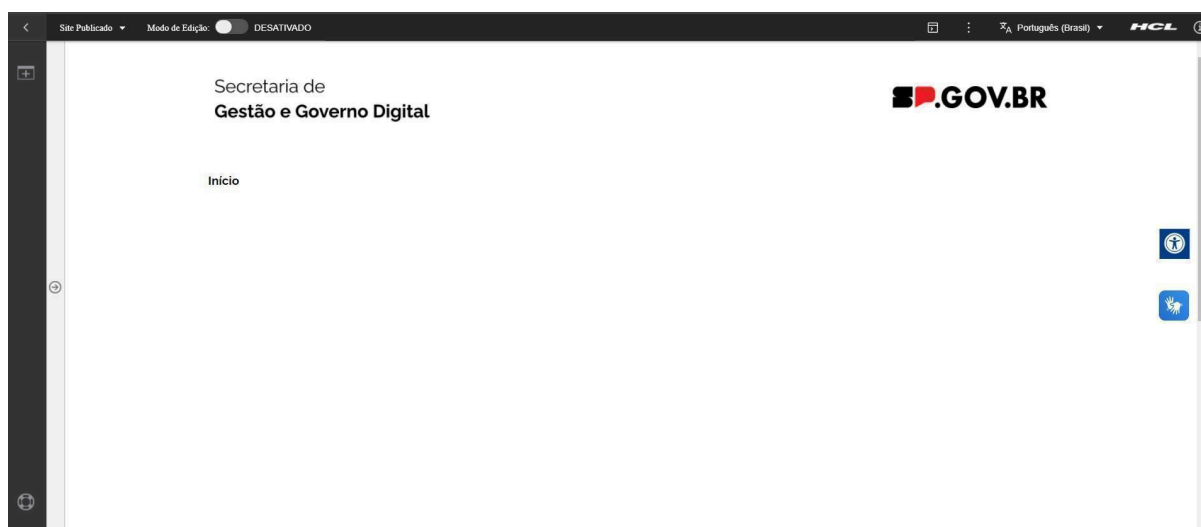 Site Publicado
Modo de Edição:
DESATIVADO
Português (Brasil)
HCL
Secretaria de
Gestão e Governo Digital
SP.GOV.BR
Início